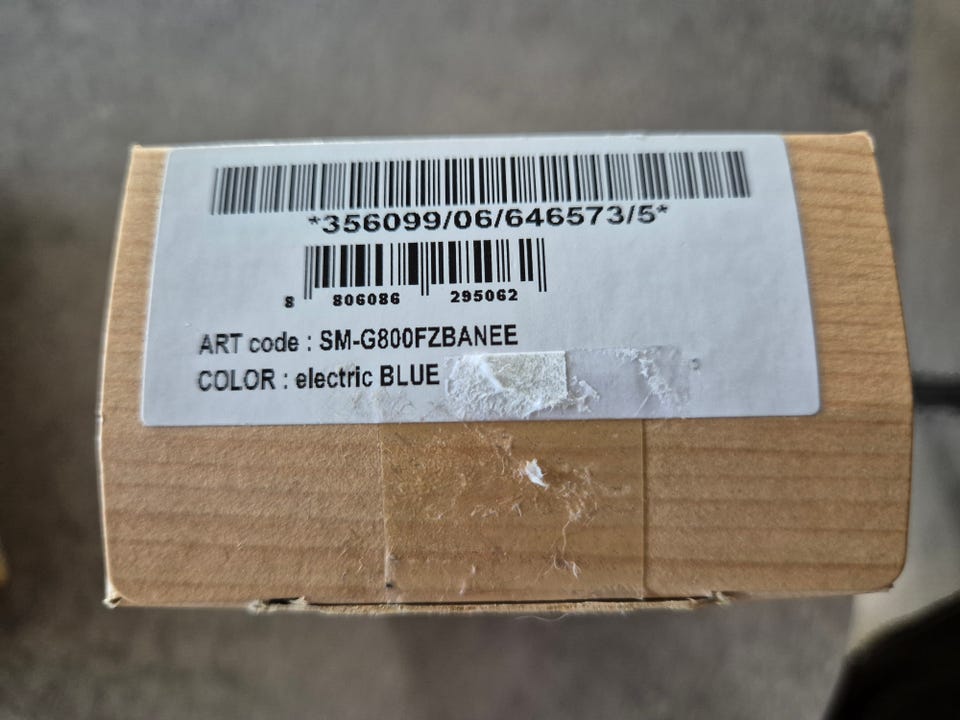 *356099/06/646573/5*
8 806086 295062
ART code : SM-G800FZBANEE
COLOR : electric BLUE